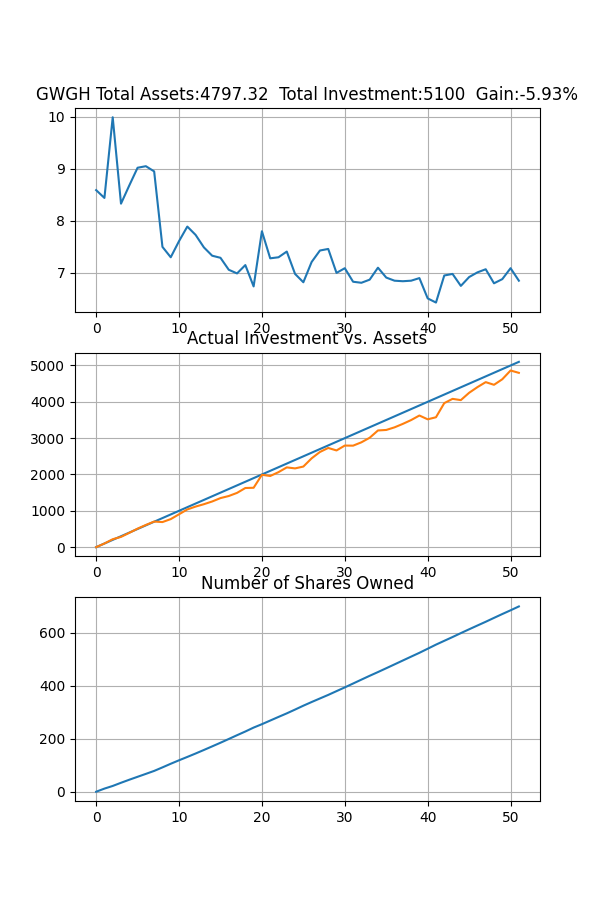 GWGH Total Assets:4797.32  Total Investment:5100  Gain:-5.93%
10
9
8
7
0 10 20 30 40 50
Actual Investment vs. Assets
5000
4000
3000
2000
1000
0
0 10 20 30 40 50
Number of Shares Owned
600
400
200
0
0 10 20 30 40 50